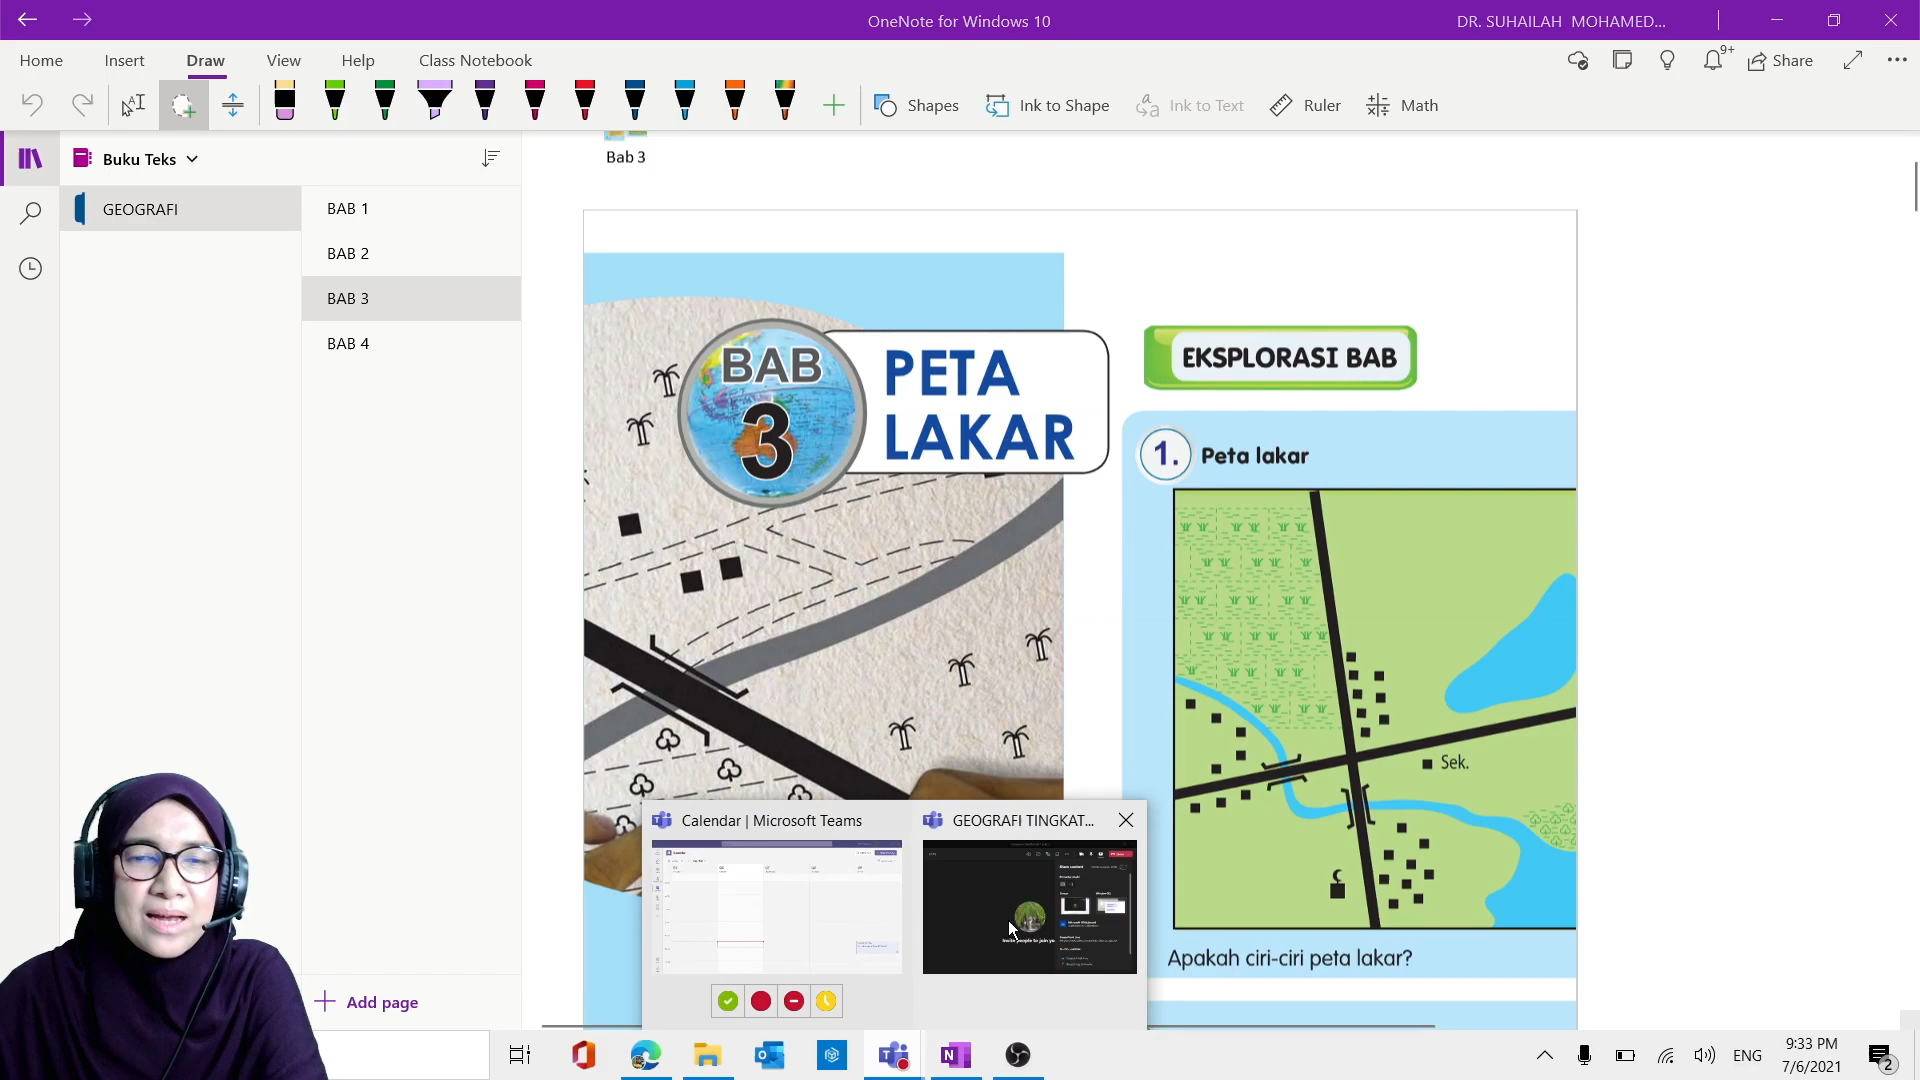 OneNote for Windows 10
DR. SUHAILAH MOHAMED...
Home Insert Draw View Help Class Notebook
9+
Share
Shapes
Ink to Shape
Ink to Text
Ruler
Math
Buku Teks
GEOGRAFI
BAB 1
BAB 2
BAB 3
BAB 4
Add page
Bab 3
BAB
3
PETA
LAKAR
EKSPLORASI BAB
1. Peta lakar
Sek.
Apakah ciri-ciri peta lakar?
Calendar | Microsoft Teams
GEOGRAFI TINGKAT...
ENG
9:33 PM
7/6/2021
2